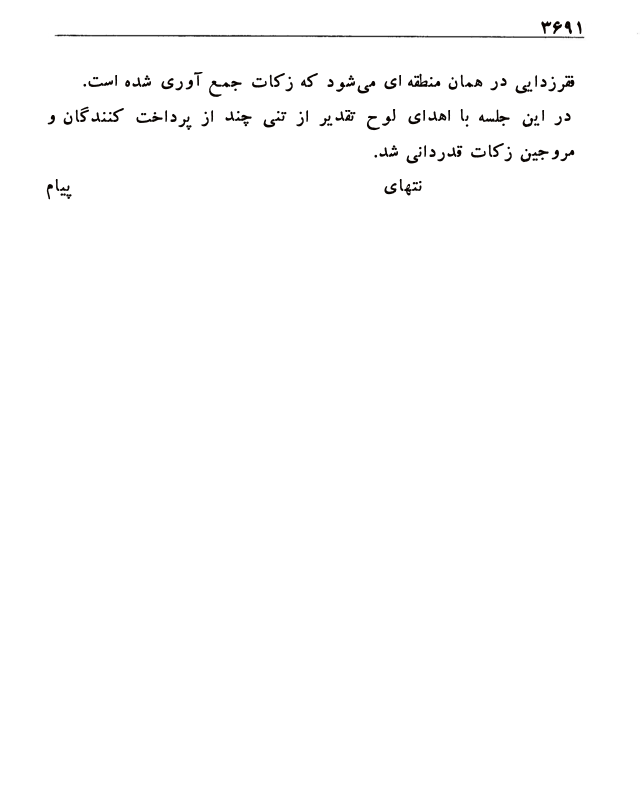 ۳۶۹۱
فقرزدایی در همان منطقه ای می‌شود که زکات جمع آوری شده است.
در این جلسه با اهدای لوح تقدیر از تنی چند از پرداخت کنندگان و
مروجین زکات قدردانی شد.
نتهای پیام